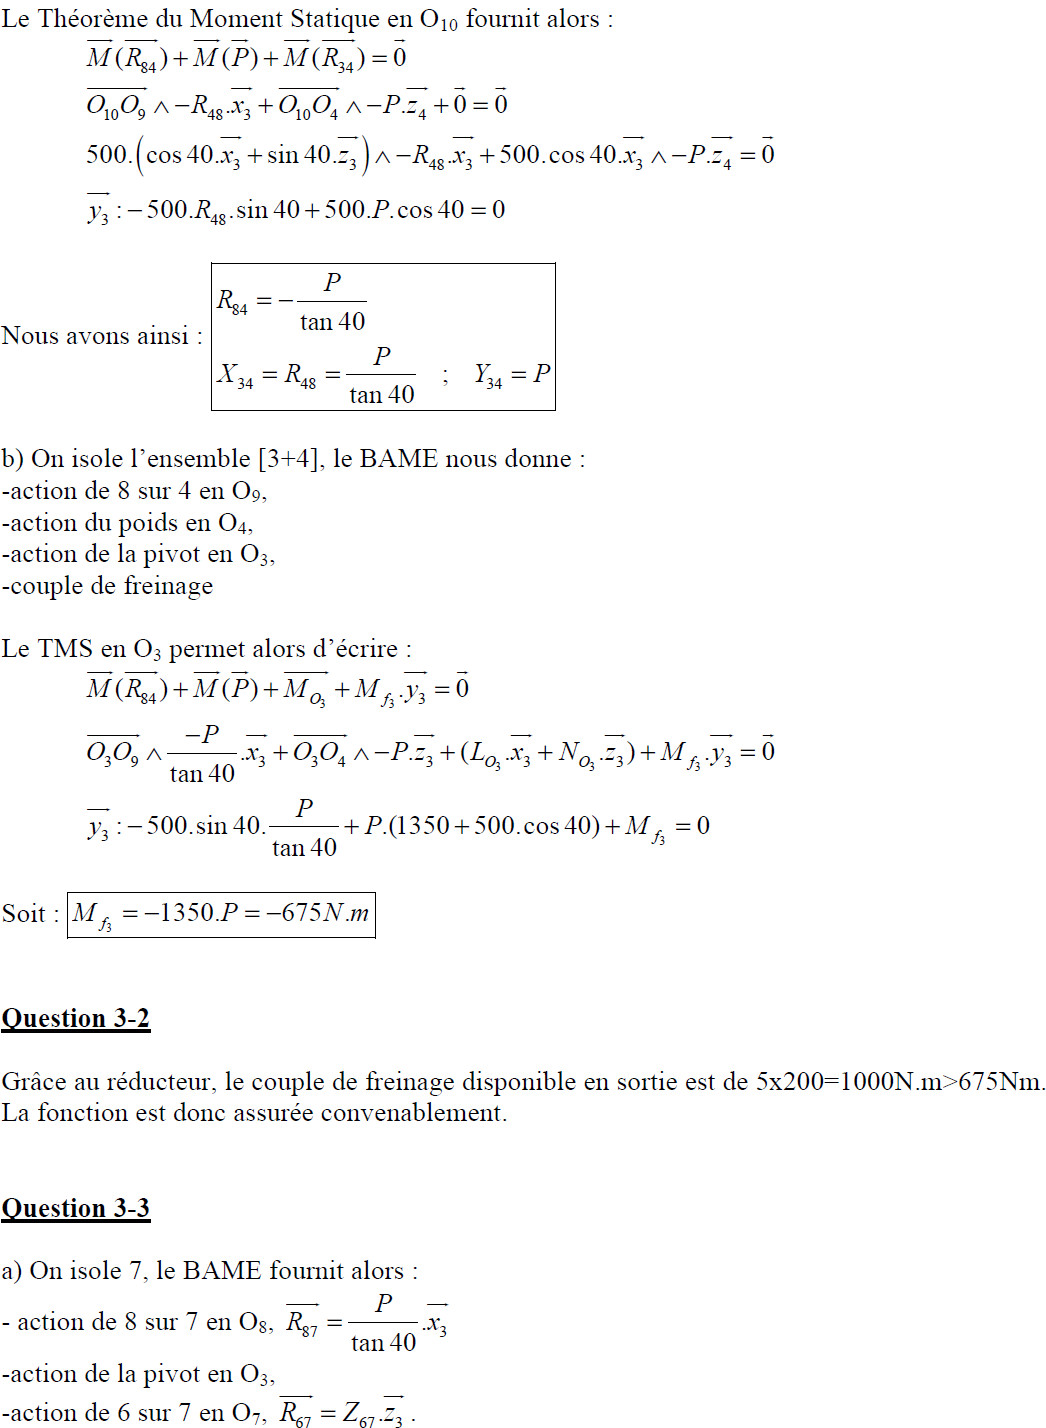 Le Théorème du Moment Statique en O₁₀ fournit alors :
$\overrightarrow{M}(\overrightarrow{R_{84}})+\overrightarrow{M}(\overrightarrow{P})+\overrightarrow{M}(\overrightarrow{R_{34}})=\vec{0}$
$\overrightarrow{O_{10}O_9}\wedge -R_{48}.\overrightarrow{x_3}+\overrightarrow{O_{10}O_4}\wedge -P.\overrightarrow{z_4}+\vec{0}=\vec{0}$
$500.\left(\cos 40.\overrightarrow{x_3}+\sin 40.\overrightarrow{z_3}\right)\wedge -R_{48}.\overrightarrow{x_3}+500.\cos 40.\overrightarrow{x_3}\wedge -P.\overrightarrow{z_4}=\vec{0}$
$\overrightarrow{y_3}:-500.R_{48}.\sin 40+500.P.\cos 40=0$
$R_{84}=-\frac{P}{\tan 40}$
Nous avons ainsi :
$X_{34}=R_{48}=\frac{P}{\tan 40}\quad ;\quad Y_{34}=P$
b) On isole l’ensemble [3+4], le BAME nous donne :
-action de 8 sur 4 en O₉,
-action du poids en O₄,
-action de la pivot en O₃,
-couple de freinage
Le TMS en O₃ permet alors d’écrire :
$\overrightarrow{M}(\overrightarrow{R_{84}})+\overrightarrow{M}(\overrightarrow{P})+\overrightarrow{M_{O_3}}+M_{f_3}.\overrightarrow{y_3}=\vec{0}$
$\overrightarrow{O_3O_9}\wedge\frac{-P}{\tan 40}.\overrightarrow{x_3}+\overrightarrow{O_3O_4}\wedge -P.\overrightarrow{z_3}+(L_{O_3}.\overrightarrow{x_3}+N_{O_3}.\overrightarrow{z_3})+M_{f_3}.\overrightarrow{y_3}=\vec{0}$
$\overrightarrow{y_3}:-500.\sin 40.\frac{P}{\tan 40}+P.(1350+500.\cos 40)+M_{f_3}=0$
Soit : $M_{f_3}=-1350.P=-675N.m$
Question 3-2
Grâce au réducteur, le couple de freinage disponible en sortie est de 5x200=1000N.m>675Nm.
La fonction est donc assurée convenablement.
Question 3-3
a) On isole 7, le BAME fournit alors :
- action de 8 sur 7 en O₈, $\overrightarrow{R_{87}}=\frac{P}{\tan 40}.\overrightarrow{x_3}$
-action de la pivot en O₃,
-action de 6 sur 7 en O₇, $\overrightarrow{R_{67}}=Z_{67}.\overrightarrow{z_3}$ .